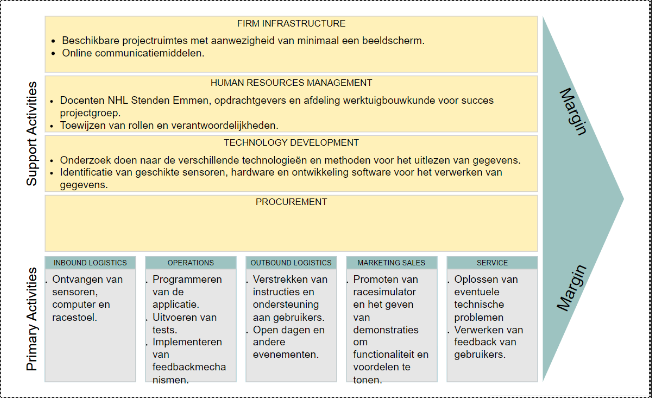 FIRM INFRASTRUCTURE
• Beschikbare projectruimtes met aanwezigheid van minimaal een beeldscherm.
• Online communicatiemiddelen.
HUMAN RESOURCES MANAGEMENT
• Docenten NHL Stenden Emmen, opdrachtgevers en afdeling werktuigbouwkunde voor succes
projectgroep.
• Toewijzen van rollen en verantwoordelijkheden.
TECHNOLOGY DEVELOPMENT
• Onderzoek doen naar de verschillende technologieën en methoden voor het uitlezen van gegevens.
• Identificatie van geschikte sensoren, hardware en ontwikkeling software voor het verwerken van
gegevens.
PROCUREMENT
Support Activities
Margin
INBOUND LOGISTICS
• Ontvangen van
sensoren,
computer en
racestoel.
OPERATIONS
• Programmeren
van de
applicatie.
• Uitvoeren van
tests.
• Implementeren
van
feedbackmecha
nismen.
OUTBOUND LOGISTICS
• Verstrekken van
instructies en
ondersteuning
aan gebruikers.
• Open dagen en
andere
evenementen.
MARKETING SALES
• Promoten van
racesimulator
en het geven
van
demonstraties
om
functionaliteit en
voordelen te
tonen.
SERVICE
• Oplossen van
eventuele
technische
problemen
• Verwerken van
feedback van
gebruikers.
Primary Activities
Margin